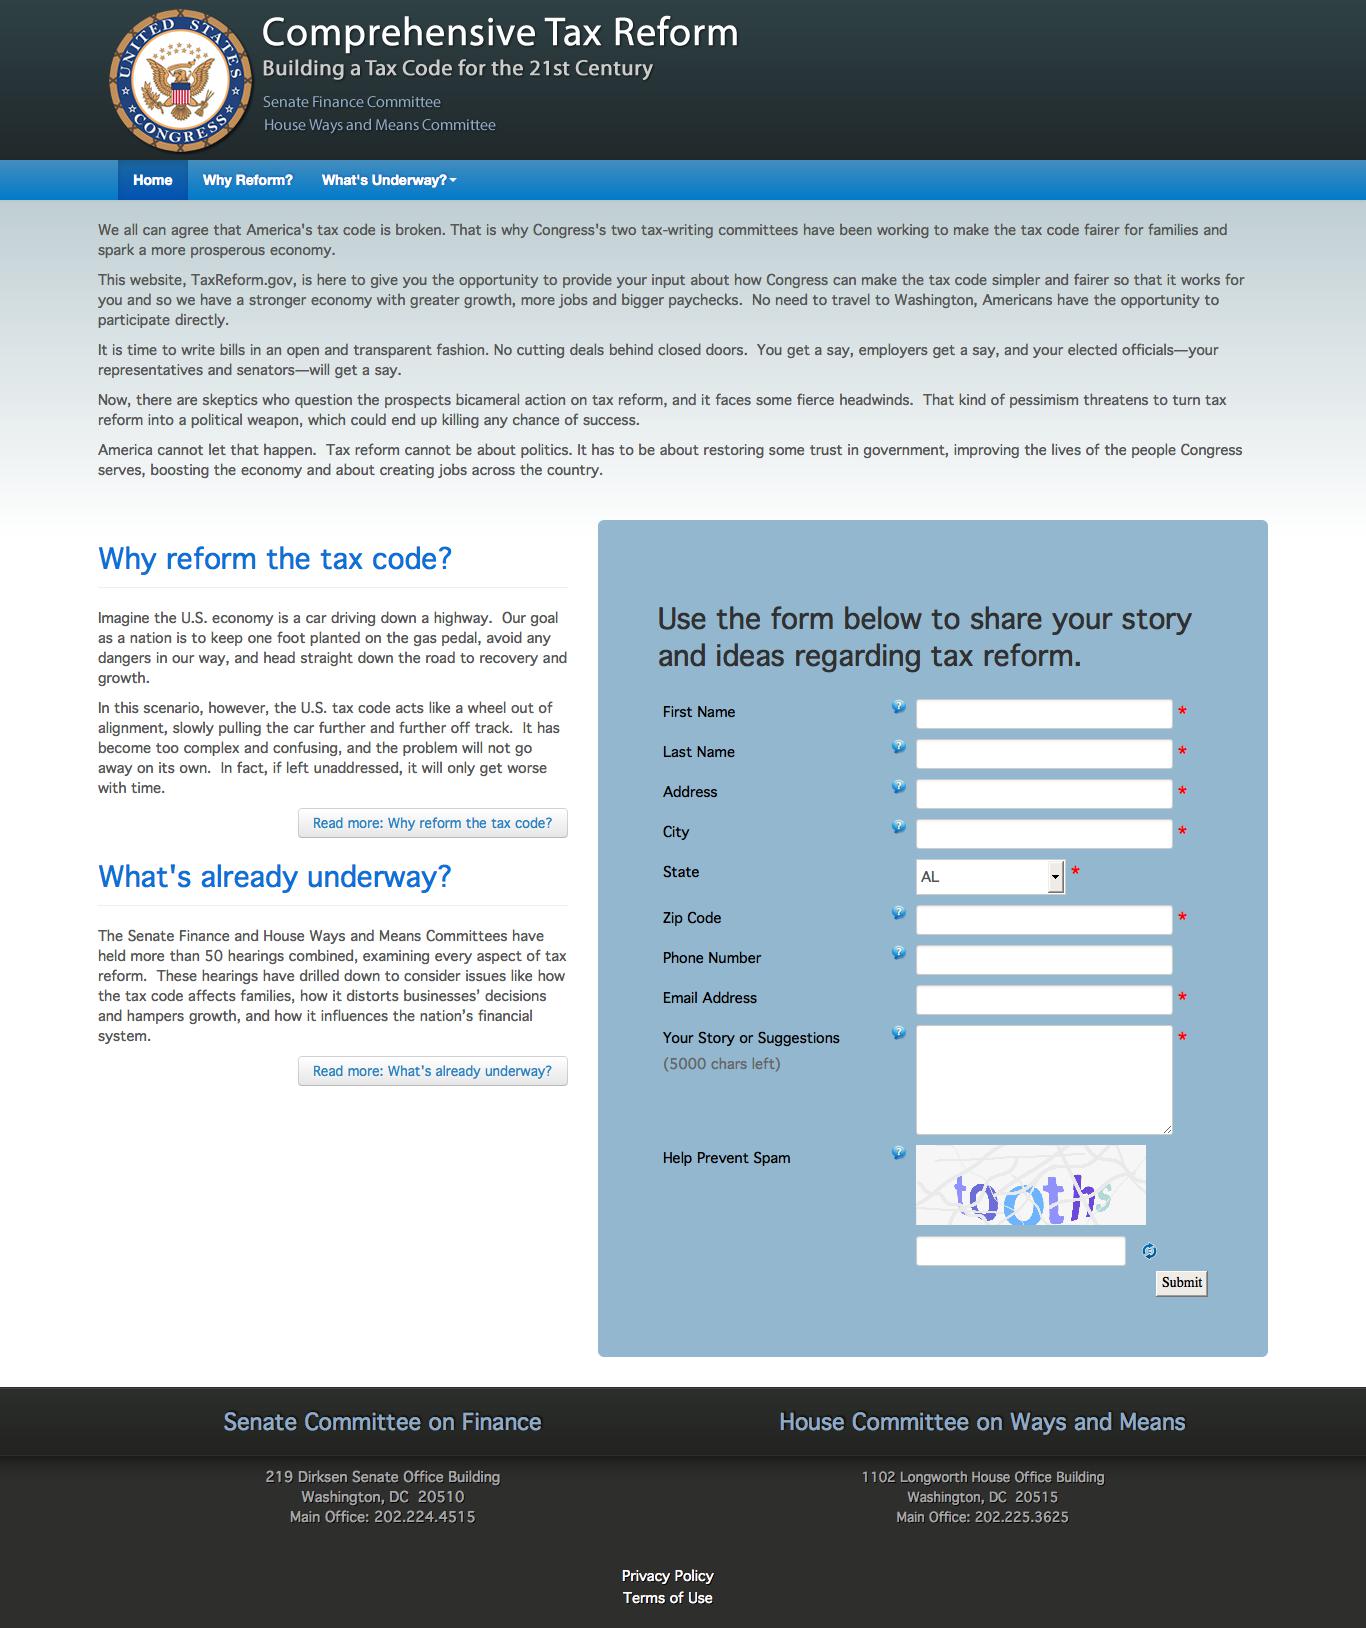 UNITED STATES
CONGRESS
Comprehensive Tax Reform
Building a Tax Code for the 21st Century
Senate Finance Committee
House Ways and Means Committee
Home Why Reform? What's Underway?
We all can agree that America's tax code is broken. That is why Congress's two tax-writing committees have been working to make the tax code fairer for families and
spark a more prosperous economy.
This website, TaxReform.gov, is here to give you the opportunity to provide your input about how Congress can make the tax code simpler and fairer so that it works for
you and so we have a stronger economy with greater growth, more jobs and bigger paychecks.  No need to travel to Washington, Americans have the opportunity to
participate directly.
It is time to write bills in an open and transparent fashion. No cutting deals behind closed doors.  You get a say, employers get a say, and your elected officials—your
representatives and senators—will get a say.
Now, there are skeptics who question the prospects bicameral action on tax reform, and it faces some fierce headwinds.  That kind of pessimism threatens to turn tax
reform into a political weapon, which could end up killing any chance of success.
America cannot let that happen.  Tax reform cannot be about politics. It has to be about restoring some trust in government, improving the lives of the people Congress
serves, boosting the economy and about creating jobs across the country.
Why reform the tax code?
Imagine the U.S. economy is a car driving down a highway.  Our goal
as a nation is to keep one foot planted on the gas pedal, avoid any
dangers in our way, and head straight down the road to recovery and
growth.
In this scenario, however, the U.S. tax code acts like a wheel out of
alignment, slowly pulling the car further and further off track.  It has
become too complex and confusing, and the problem will not go
away on its own.  In fact, if left unaddressed, it will only get worse
with time.
Read more: Why reform the tax code?
What's already underway?
The Senate Finance and House Ways and Means Committees have
held more than 50 hearings combined, examining every aspect of tax
reform.  These hearings have drilled down to consider issues like how
the tax code affects families, how it distorts businesses’ decisions
and hampers growth, and how it influences the nation’s financial
system.
Read more: What's already underway?
Use the form below to share your story
and ideas regarding tax reform.
First Name ? *
Last Name ? *
Address ? *
City ? *
State AL *
Zip Code ? *
Phone Number ?
Email Address *
Your Story or Suggestions ? *
(5000 chars left)
Help Prevent Spam ?
tooths
Submit
Senate Committee on Finance
219 Dirksen Senate Office Building
Washington, DC  20510
Main Office: 202.224.4515
House Committee on Ways and Means
1102 Longworth House Office Building
Washington, DC  20515
Main Office: 202.225.3625
Privacy Policy
Terms of Use